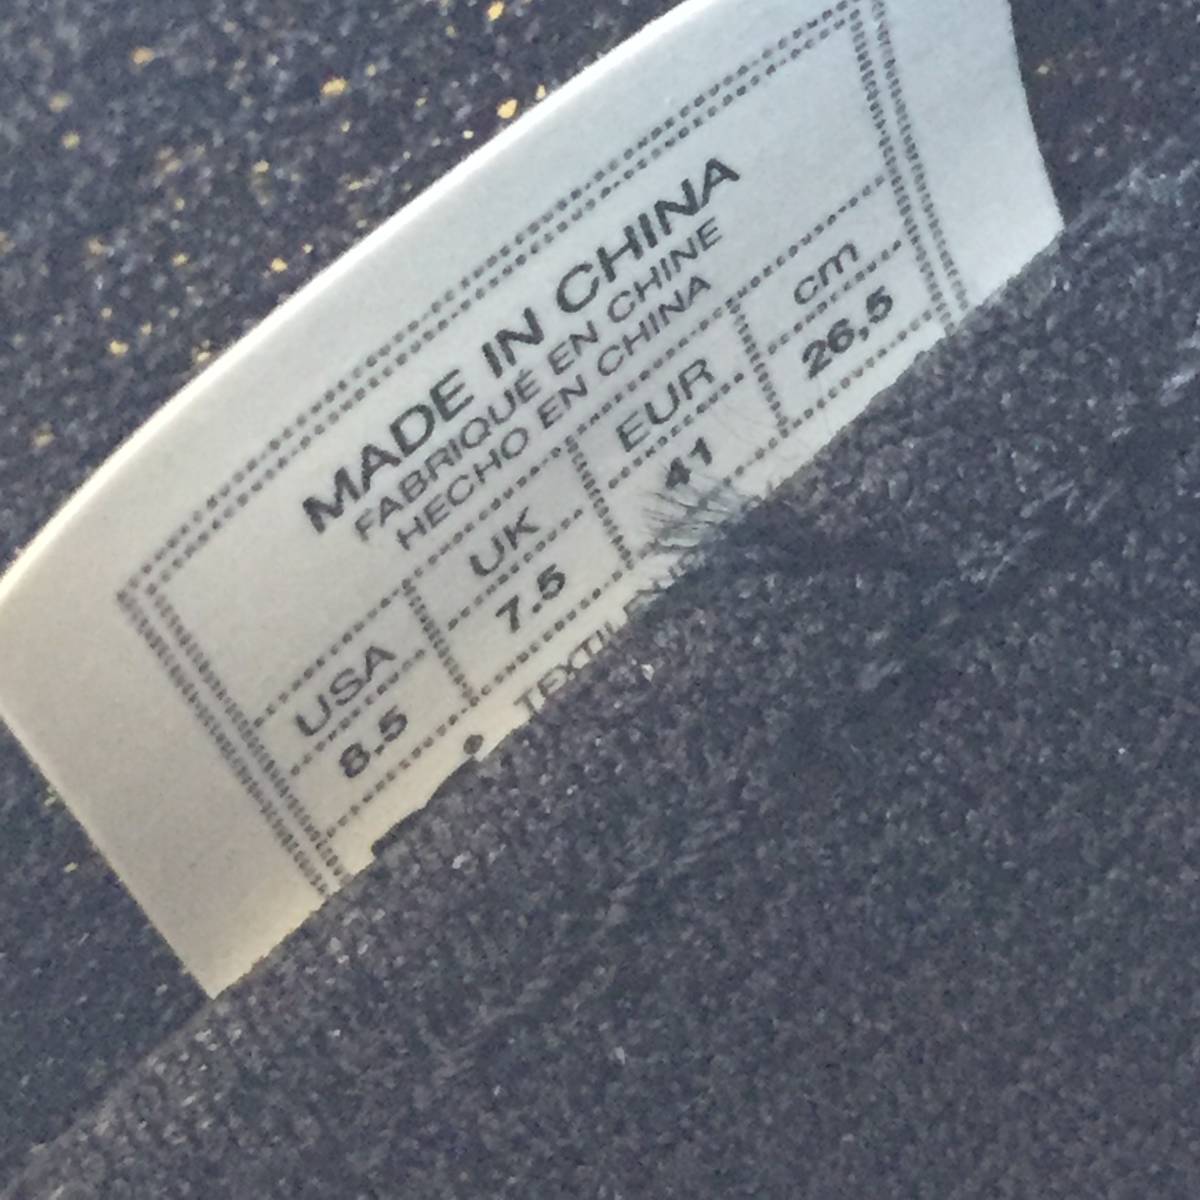 MADE IN CHINA
FABRIQUÉ EN CHINE
HECHO EN CHINA
USA UK EUR cm
8.5 7.5 41 26,5